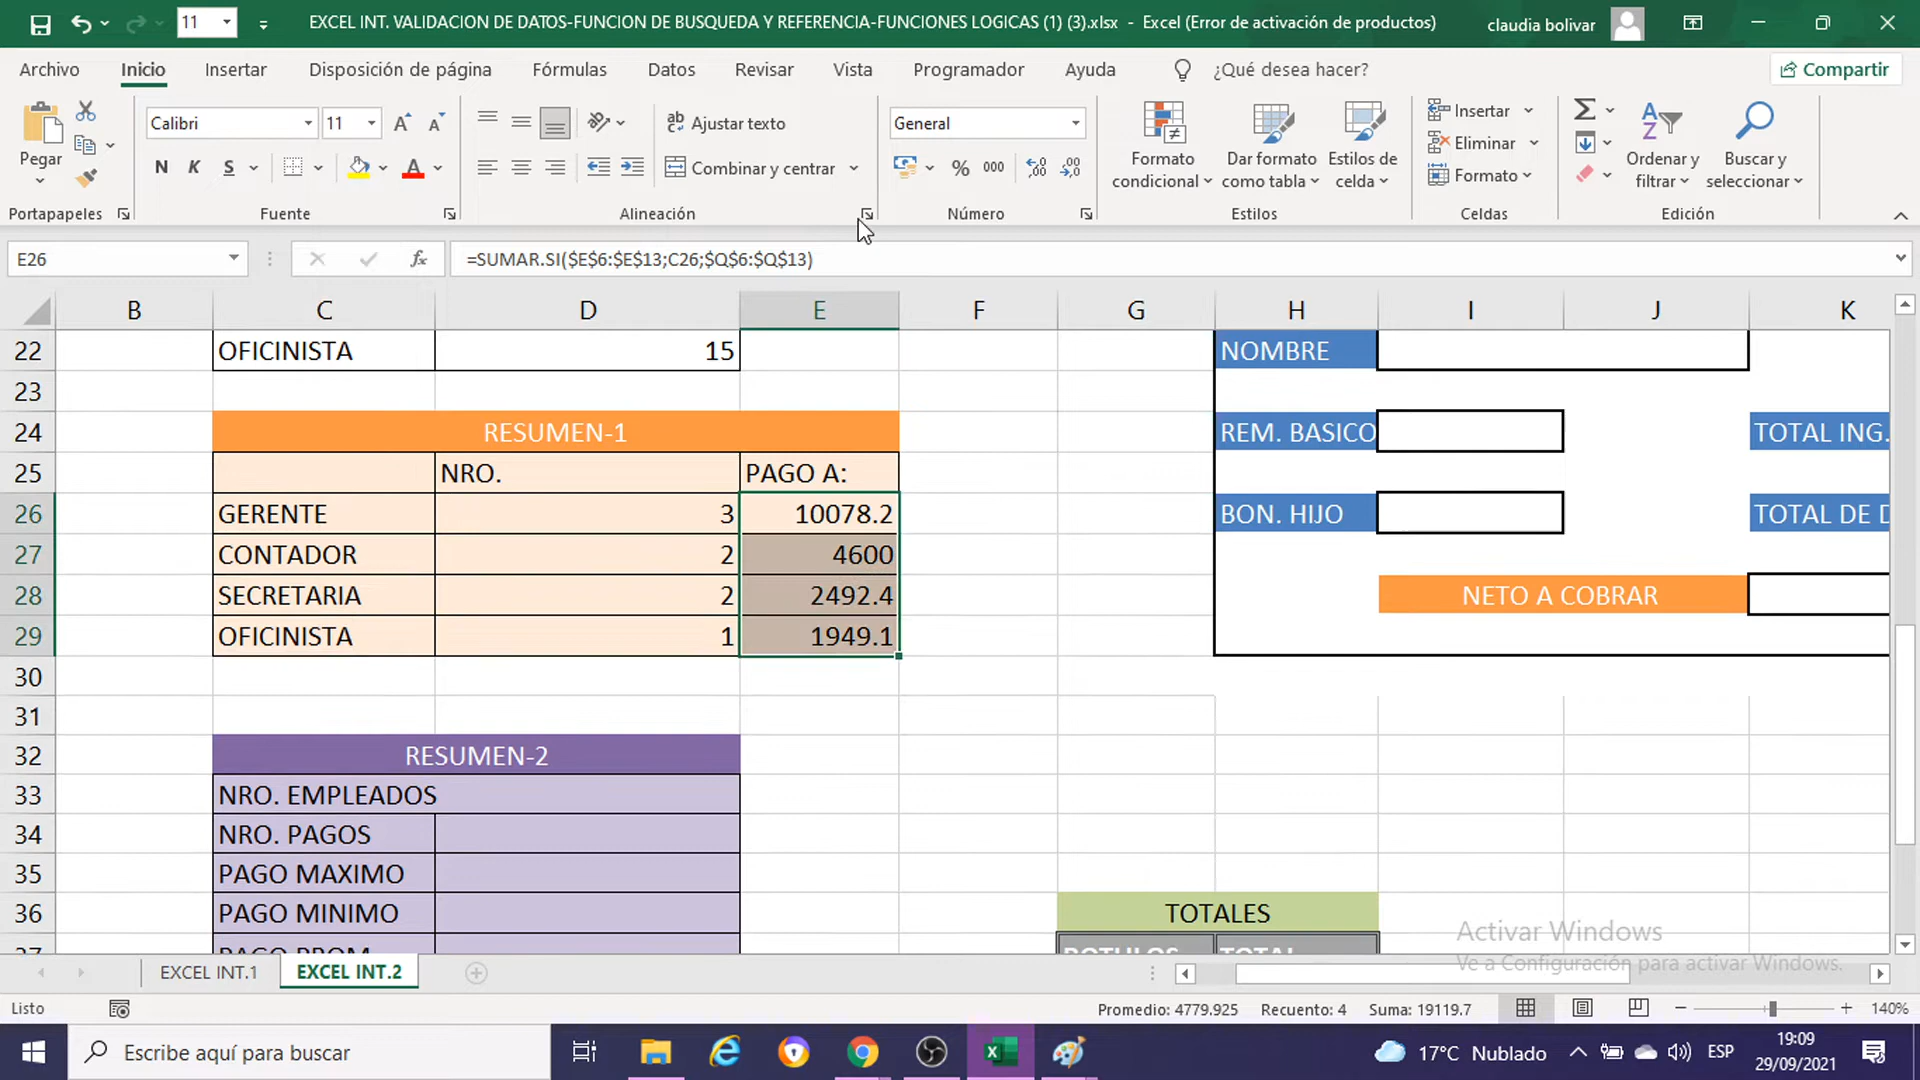 11
EXCEL INT. VALIDACION DE DATOS-FUNCION DE BUSQUEDA Y REFERENCIA-FUNCIONES LOGICAS (1) (3).xlsx - Excel (Error de activación de productos)
claudia bolivar
Archivo Inicio Insertar Disposición de página Fórmulas Datos Revisar Vista Programador Ayuda ¿Qué desea hacer? Compartir
Pegar
Calibri 11
N K S
Ajustar texto
Combinar y centrar
General
% 000
Formato condicional
Dar formato como tabla
Estilos de celda
Insertar
Eliminar
Formato
Ordenar y filtrar
Buscar y seleccionar
Portapapeles Fuente Alineación Número Estilos Celdas Edición
E26 fx =SUMAR.SI($E$6:$E$13;C26;$Q$6:$Q$13)
B C D E F G H I J K
22 OFICINISTA 15 NOMBRE
23
24 RESUMEN-1 REM. BASICO TOTAL ING.
25 NRO. PAGO A:
26 GERENTE 3 10078.2 BON. HIJO TOTAL DE D
27 CONTADOR 2 4600
28 SECRETARIA 2 2492.4 NETO A COBRAR
29 OFICINISTA 1 1949.1
30
31
32 RESUMEN-2
33 NRO. EMPLEADOS
34 NRO. PAGOS
35 PAGO MAXIMO
36 PAGO MINIMO TOTALES
37 PAGO PROM. ROTULOS TOTAL
Activar Windows
Ve a Configuración para activar Windows.
EXCEL INT.1 EXCEL INT.2
Listo Promedio: 4779.925 Recuento: 4 Suma: 19119.7 140%
Escribe aquí para buscar
17°C Nublado ESP
19:09
29/09/2021